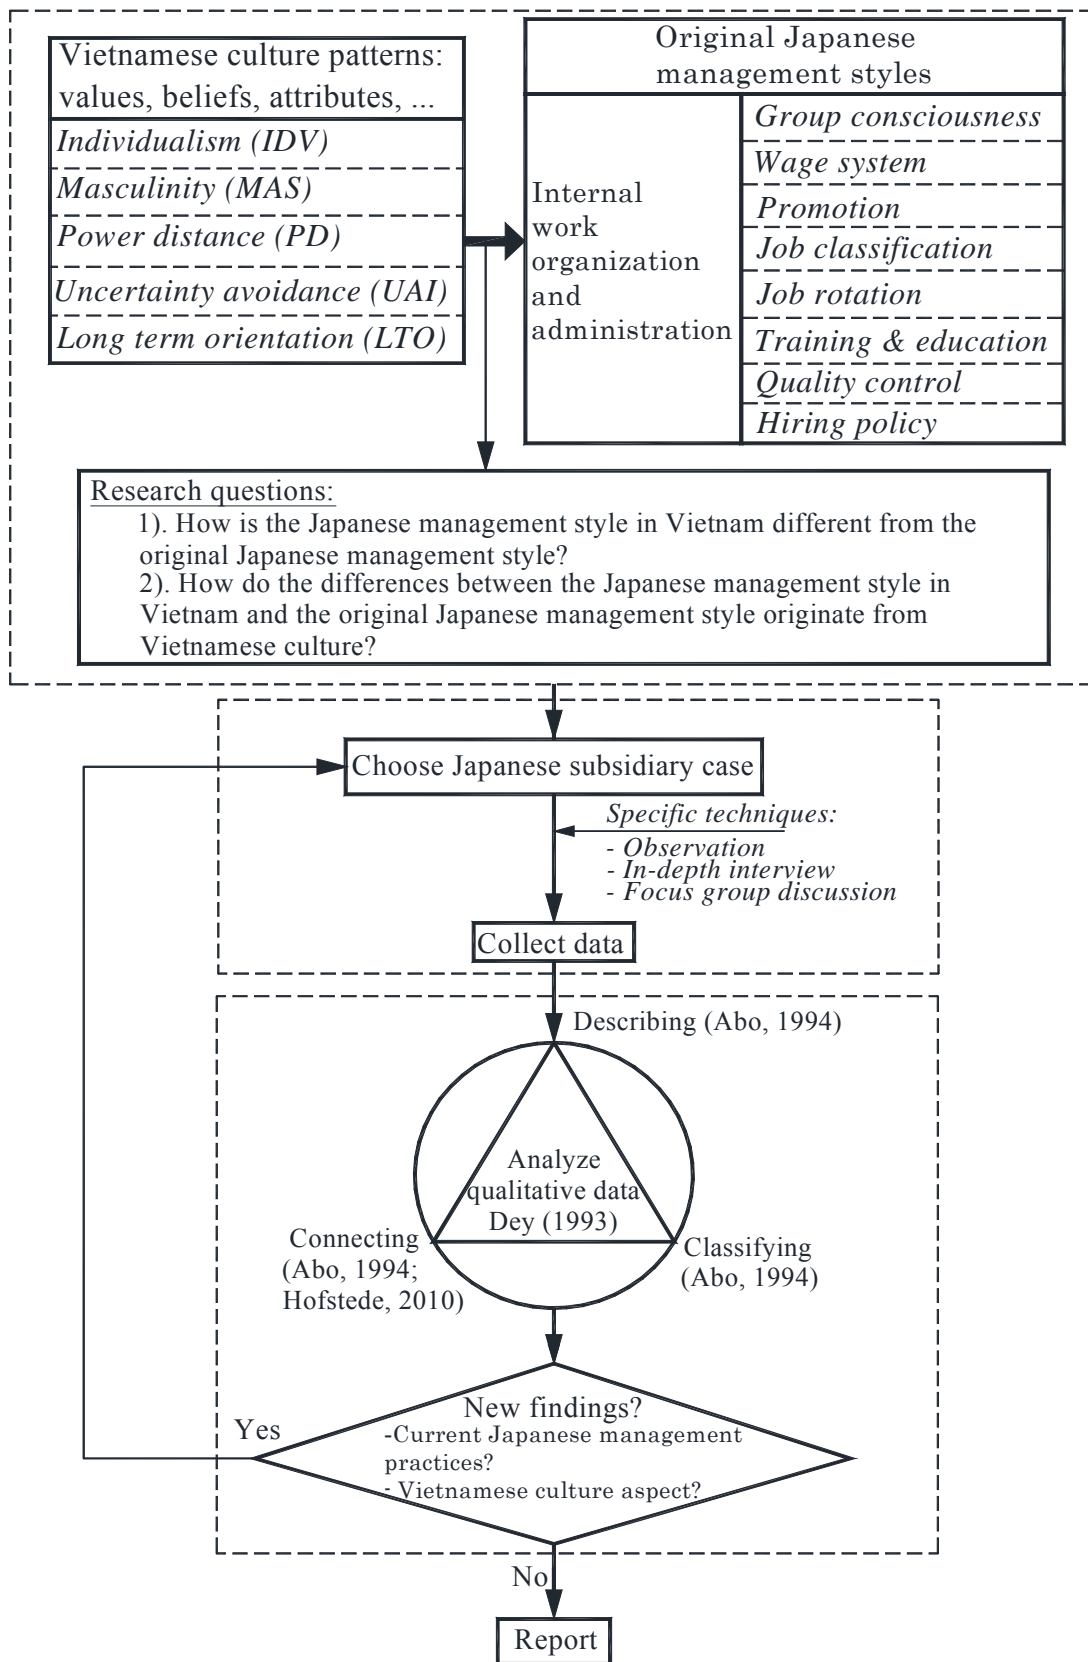 Vietnamese culture patterns:
values, beliefs, attributes, ...
Individualism (IDV)
Masculinity (MAS)
Power distance (PD)
Uncertainty avoidance (UAI)
Long term orientation (LTO)
Original Japanese
management styles
Internal
work
organization
and
administration
Group consciousness
Wage system
Promotion
Job classification
Job rotation
Training & education
Quality control
Hiring policy
Research questions:
1). How is the Japanese management style in Vietnam different from the
original Japanese management style?
2). How do the differences between the Japanese management style in
Vietnam and the original Japanese management style originate from
Vietnamese culture?
Choose Japanese subsidiary case
Specific techniques:
- Observation
- In-depth interview
- Focus group discussion
Collect data
Describing (Abo, 1994)
Analyze
qualitative data
Dey (1993)
Connecting
(Abo, 1994;
Hofstede, 2010)
Classifying
(Abo, 1994)
New findings?
-Current Japanese management
practices?
- Vietnamese culture aspect?
Yes
No
Report